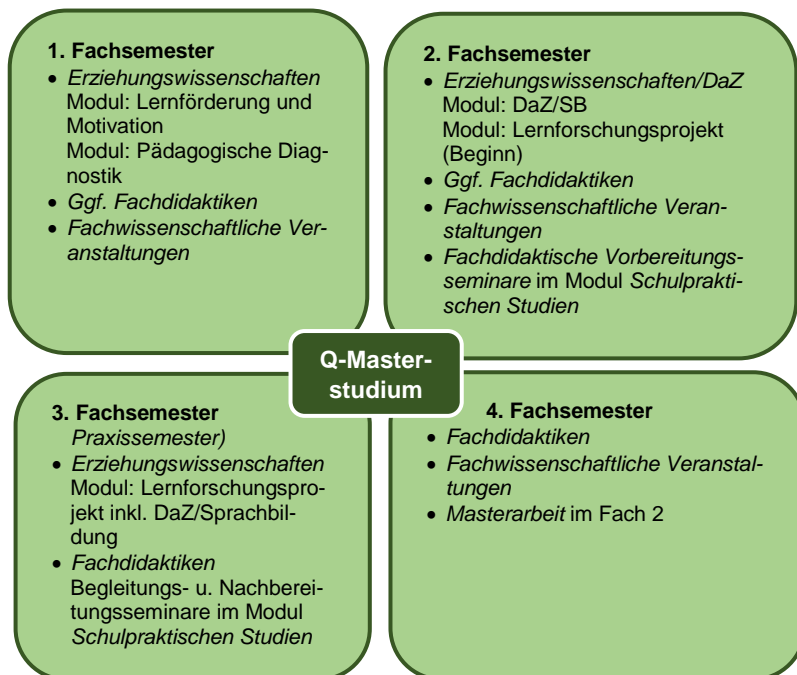 1. Fachsemester
• Erziehungswissenschaften
Modul: Lernförderung und
Motivation
Modul: Pädagogische Diag-
nostik
• Ggf. Fachdidaktiken
• Fachwissenschaftliche Ver-
anstaltungen
2. Fachsemester
• Erziehungswissenschaften/DaZ
Modul: DaZ/SB
Modul: Lernforschungsprojekt
(Beginn)
• Ggf. Fachdidaktiken
• Fachwissenschaftliche Veran-
staltungen
• Fachdidaktische Vorbereitungs-
seminare im Modul Schulprakti-
schen Studien
Q-Master-
studium
3. Fachsemester
Praxissemester)
• Erziehungswissenschaften
Modul: Lernforschungspro-
jekt inkl. DaZ/Sprachbil-
dung
• Fachdidaktiken
Begleitungs- u. Nachberei-
tungsseminare im Modul
Schulpraktischen Studien
4. Fachsemester
• Fachdidaktiken
• Fachwissenschaftliche Veranstal-
tungen
• Masterarbeit im Fach 2